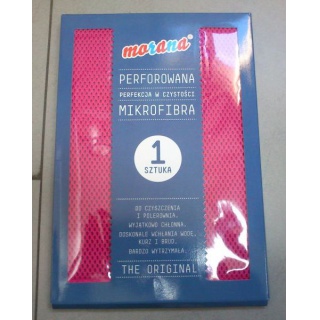 morana®
PERFOROWANA
PERFEKCJA W CZYSTOŚCI
MIKROFIBRA
1
SZTUKA
DO CZYSZCZENIA
I POLEROWNIA.
WYJĄTKOWO CHŁONNA.
DOSKONALE WCHŁANIA WODĘ,
KURZ I BRUD.
BARDZO WYTRZYMAŁA.
THE ORIGINAL